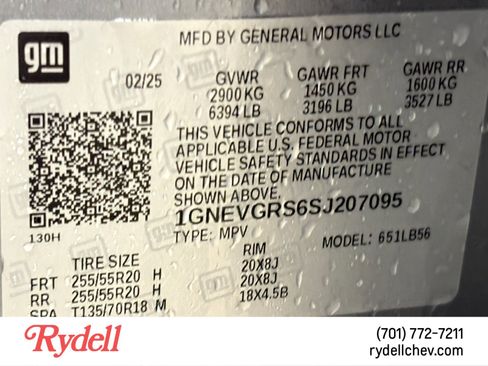 gm
MFD BY GENERAL MOTORS LLC
02/25 GVWR GAWR FRT GAWR RR
2900 KG 1450 KG 1600 KG
6394 LB 3196 LB 3527 LB
THIS VEHICLE CONFORMS TO ALL
APPLICABLE U.S. FEDERAL MOTOR
VEHICLE SAFETY STANDARDS IN EFFECT
ON THE DATE OF MANUFACTURE
SHOWN ABOVE.
1GNEVGRS6SJ207095
130H TYPE: MPV MODEL: 651LB56
TIRE SIZE RIM
FRT 255/55R20 H 20X8J
RR 255/55R20 H 20X8J
SPA T135/70R18 M 18X4.5B
Rydell
(701) 772-7211
rydellchev.com